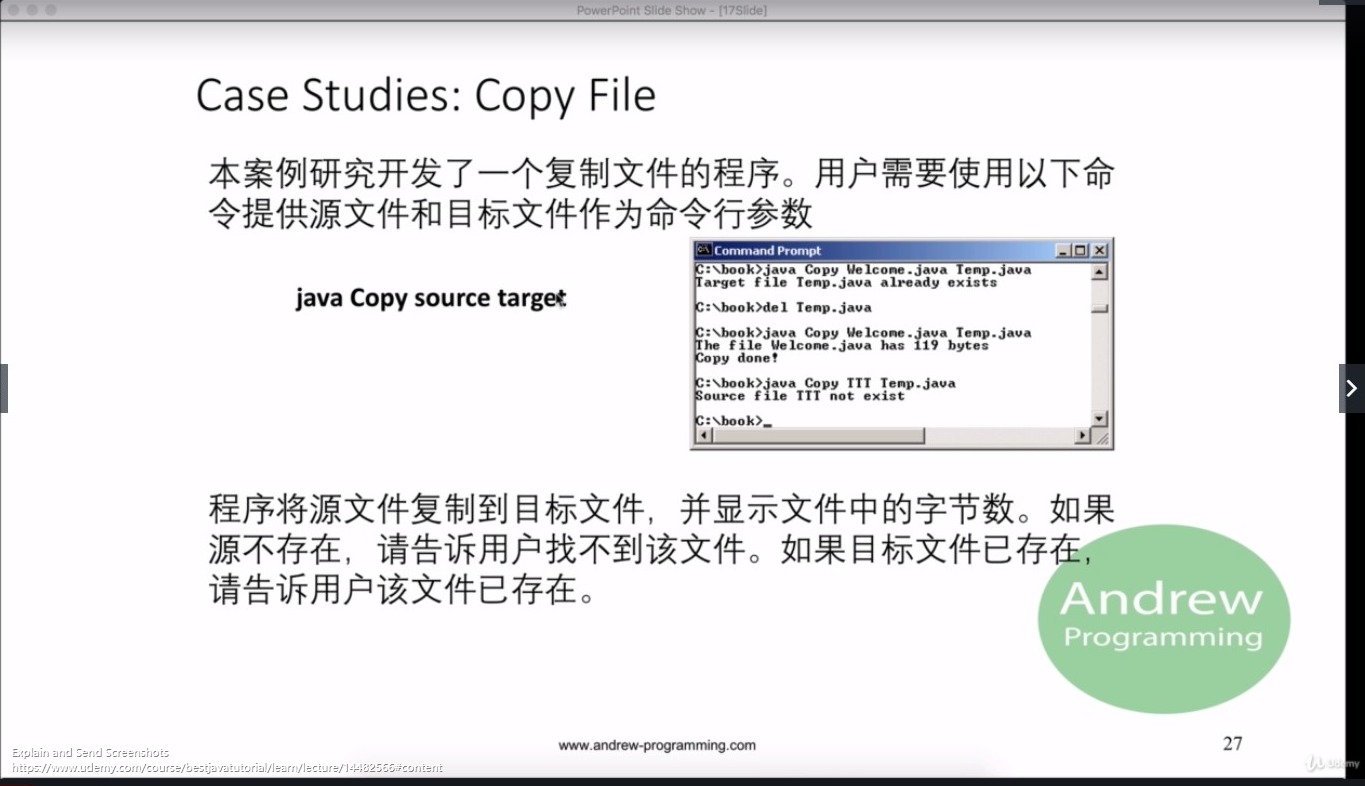 PowerPoint Slide Show - [17Slide]
Case Studies: Copy File
本案例研究开发了一个复制文件的程序。用户需要使用以下命
令提供源文件和目标文件作为命令行参数
java Copy source target
Command Prompt
C:\book>java Copy Welcome.java Temp.java
Target file Temp.java already exists
C:\book>del Temp.java
C:\book>java Copy Welcome.java Temp.java
The file Welcome.java has 119 bytes
Copy done!
C:\book>java Copy TTT Temp.java
Source file TTT not exist
C:\book>_
程序将源文件复制到目标文件，并显示文件中的字节数。如果
源不存在，请告诉用户找不到该文件。如果目标文件已存在，
请告诉用户该文件已存在。
Andrew
Programming
www.andrew-programming.com
27
Explain and Send Screenshots
https://www.udemy.com/course/bestjavatutorial/learn/lecture/14482566#content
Udemy